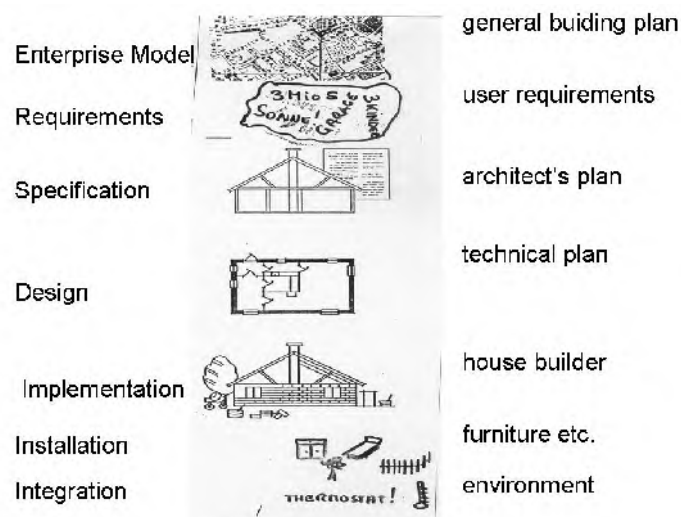 general buiding plan
Enterprise Model
3 Mio S
SONNE!
GARAGE
3 KINDER
user requirements
Requirements
architect's plan
Specification
technical plan
Design
house builder
Implementation
furniture etc.
Installation
environment
Integration
THERMOSTAT!